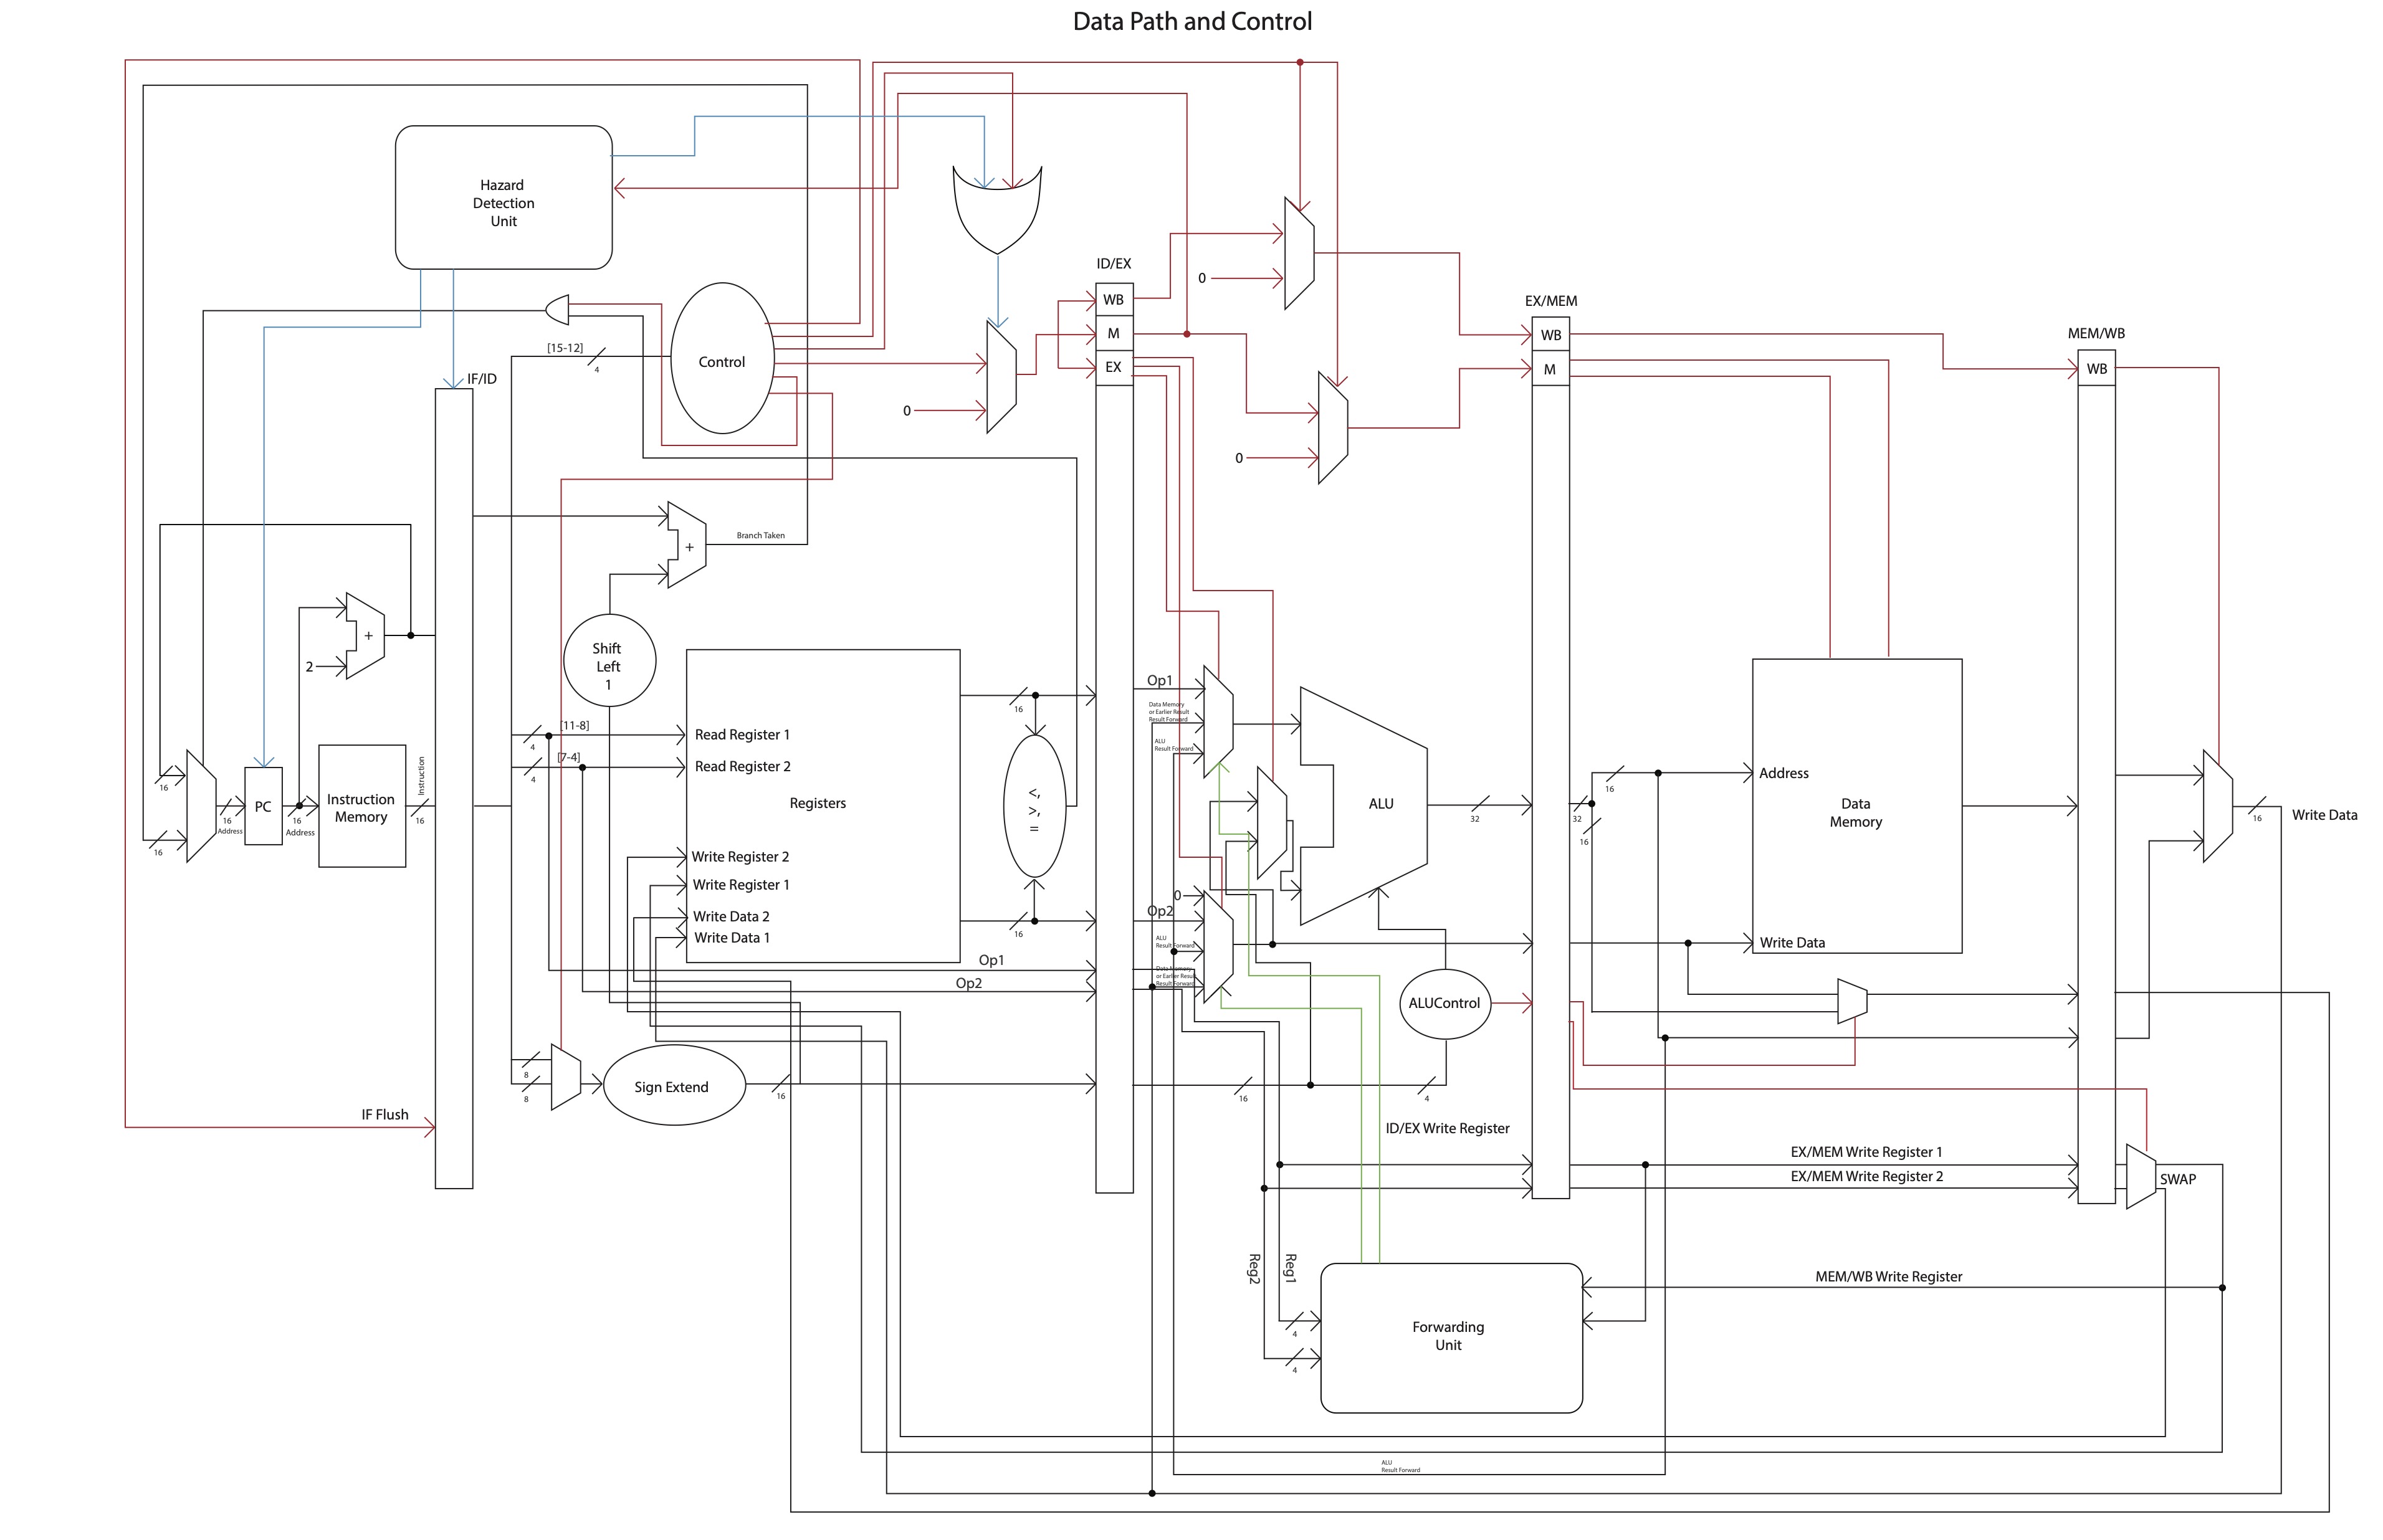 Data Path and Control
Hazard
Detection
Unit
ID/EX
WB
M
EX
0
EX/MEM
WB
M
MEM/WB
WB
[15-12]
4
Control
IF/ID
0
0
+
Branch Taken
+
2
Shift
Left
1
16
16
16
Address
PC
16
Address
Instruction
Memory
Instruction
16
[11-8]
4
[7-4]
4
Read Register 1
Read Register 2
Registers
Write Register 2
Write Register 1
Write Data 2
Write Data 1
16
<,
>,
=
16
Op1
Op2
Op1
Data Memory
or Earlier Result
Result Forward
ALU
Result Forward
0
Op2
ALU
Result Forward
Data Memory
or Earlier Result
Result Forward
ALU
32
32
16
16
Address
Data
Memory
Write Data
16
Write Data
ALUControl
8
8
Sign Extend
16
16
4
IF Flush
ID/EX Write Register
EX/MEM Write Register 1
EX/MEM Write Register 2
SWAP
Reg2
Reg1
MEM/WB Write Register
4
4
Forwarding
Unit
ALU
Result Forward